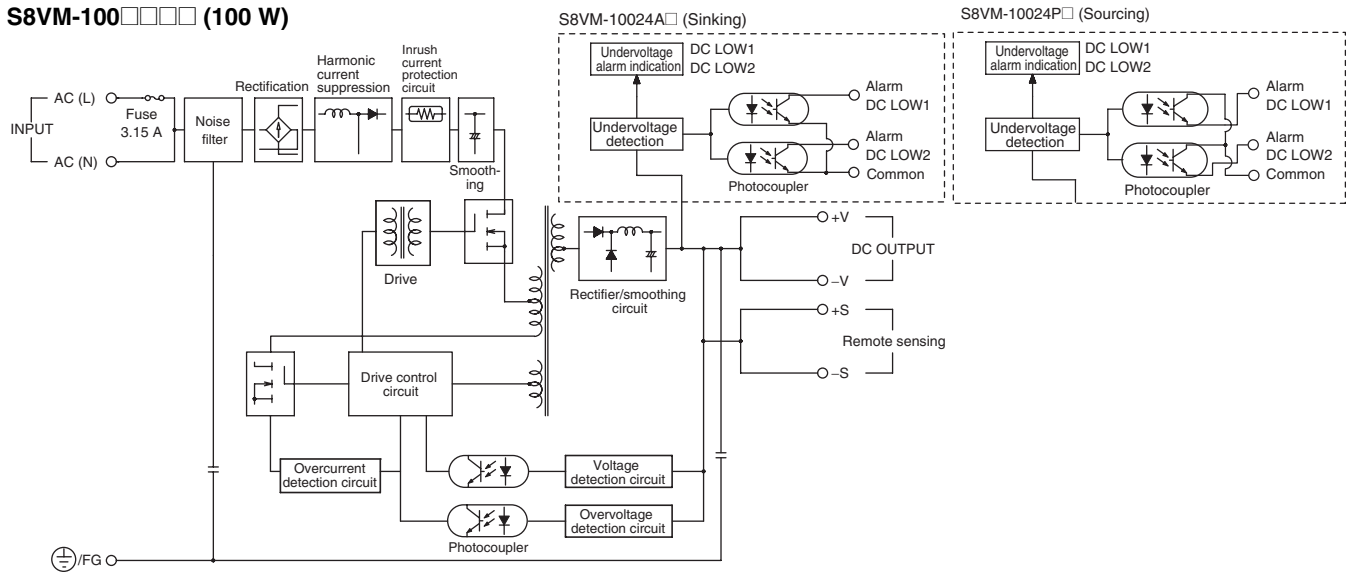 S8VM-100□□□□ (100 W)
S8VM-10024A□ (Sinking)
S8VM-10024P□ (Sourcing)
INPUT
AC (L)
Fuse
3.15 A
AC (N)
Noise
filter
Rectification
Harmonic
current
suppression
Inrush
current
protection
circuit
Smooth-
ing
Undervoltage
alarm indication
DC LOW1
DC LOW2
Undervoltage
detection
Photocoupler
Alarm
DC LOW1
Alarm
DC LOW2
Common
Undervoltage
alarm indication
DC LOW1
DC LOW2
Undervoltage
detection
Photocoupler
Alarm
DC LOW1
Alarm
DC LOW2
Common
Drive
Rectifier/smoothing
circuit
+V
DC OUTPUT
–V
+S
Remote sensing
–S
Drive control
circuit
Overcurrent
detection circuit
Voltage
detection circuit
Overvoltage
detection circuit
Photocoupler
/FG